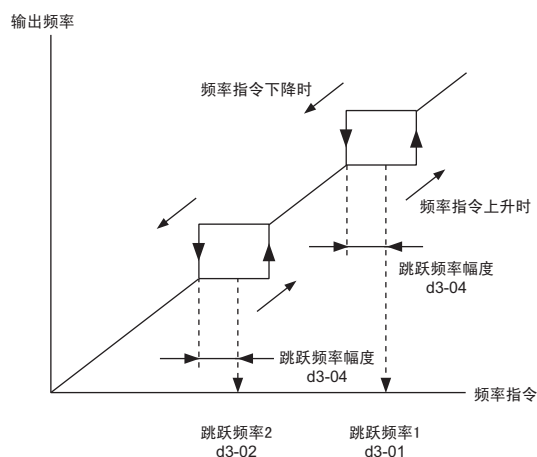 输出频率
频率指令下降时
频率指令上升时
跳跃频率幅度
d3-04
跳跃频率幅度
d3-04
频率指令
跳跃频率2
d3-02
跳跃频率1
d3-01